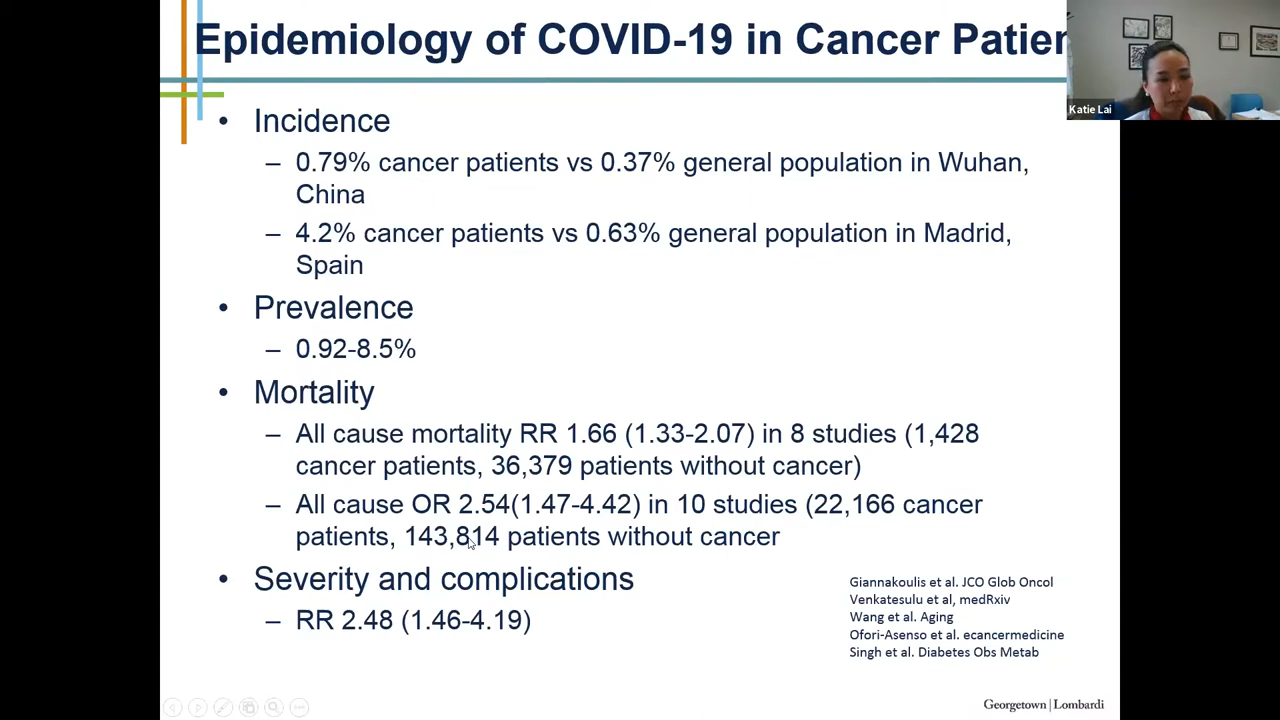 Epidemiology of COVID-19 in Cancer Patien
Katie Lai
• Incidence
– 0.79% cancer patients vs 0.37% general population in Wuhan,
China
– 4.2% cancer patients vs 0.63% general population in Madrid,
Spain
• Prevalence
– 0.92-8.5%
• Mortality
– All cause mortality RR 1.66 (1.33-2.07) in 8 studies (1,428
cancer patients, 36,379 patients without cancer)
– All cause OR 2.54(1.47-4.42) in 10 studies (22,166 cancer
patients, 143,814 patients without cancer
• Severity and complications
– RR 2.48 (1.46-4.19)
Giannakoulis et al. JCO Glob Oncol
Venkatesulu et al, medRxiv
Wang et al. Aging
Ofori-Asenso et al. ecancermedicine
Singh et al. Diabetes Obs Metab
Georgetown | Lombardi